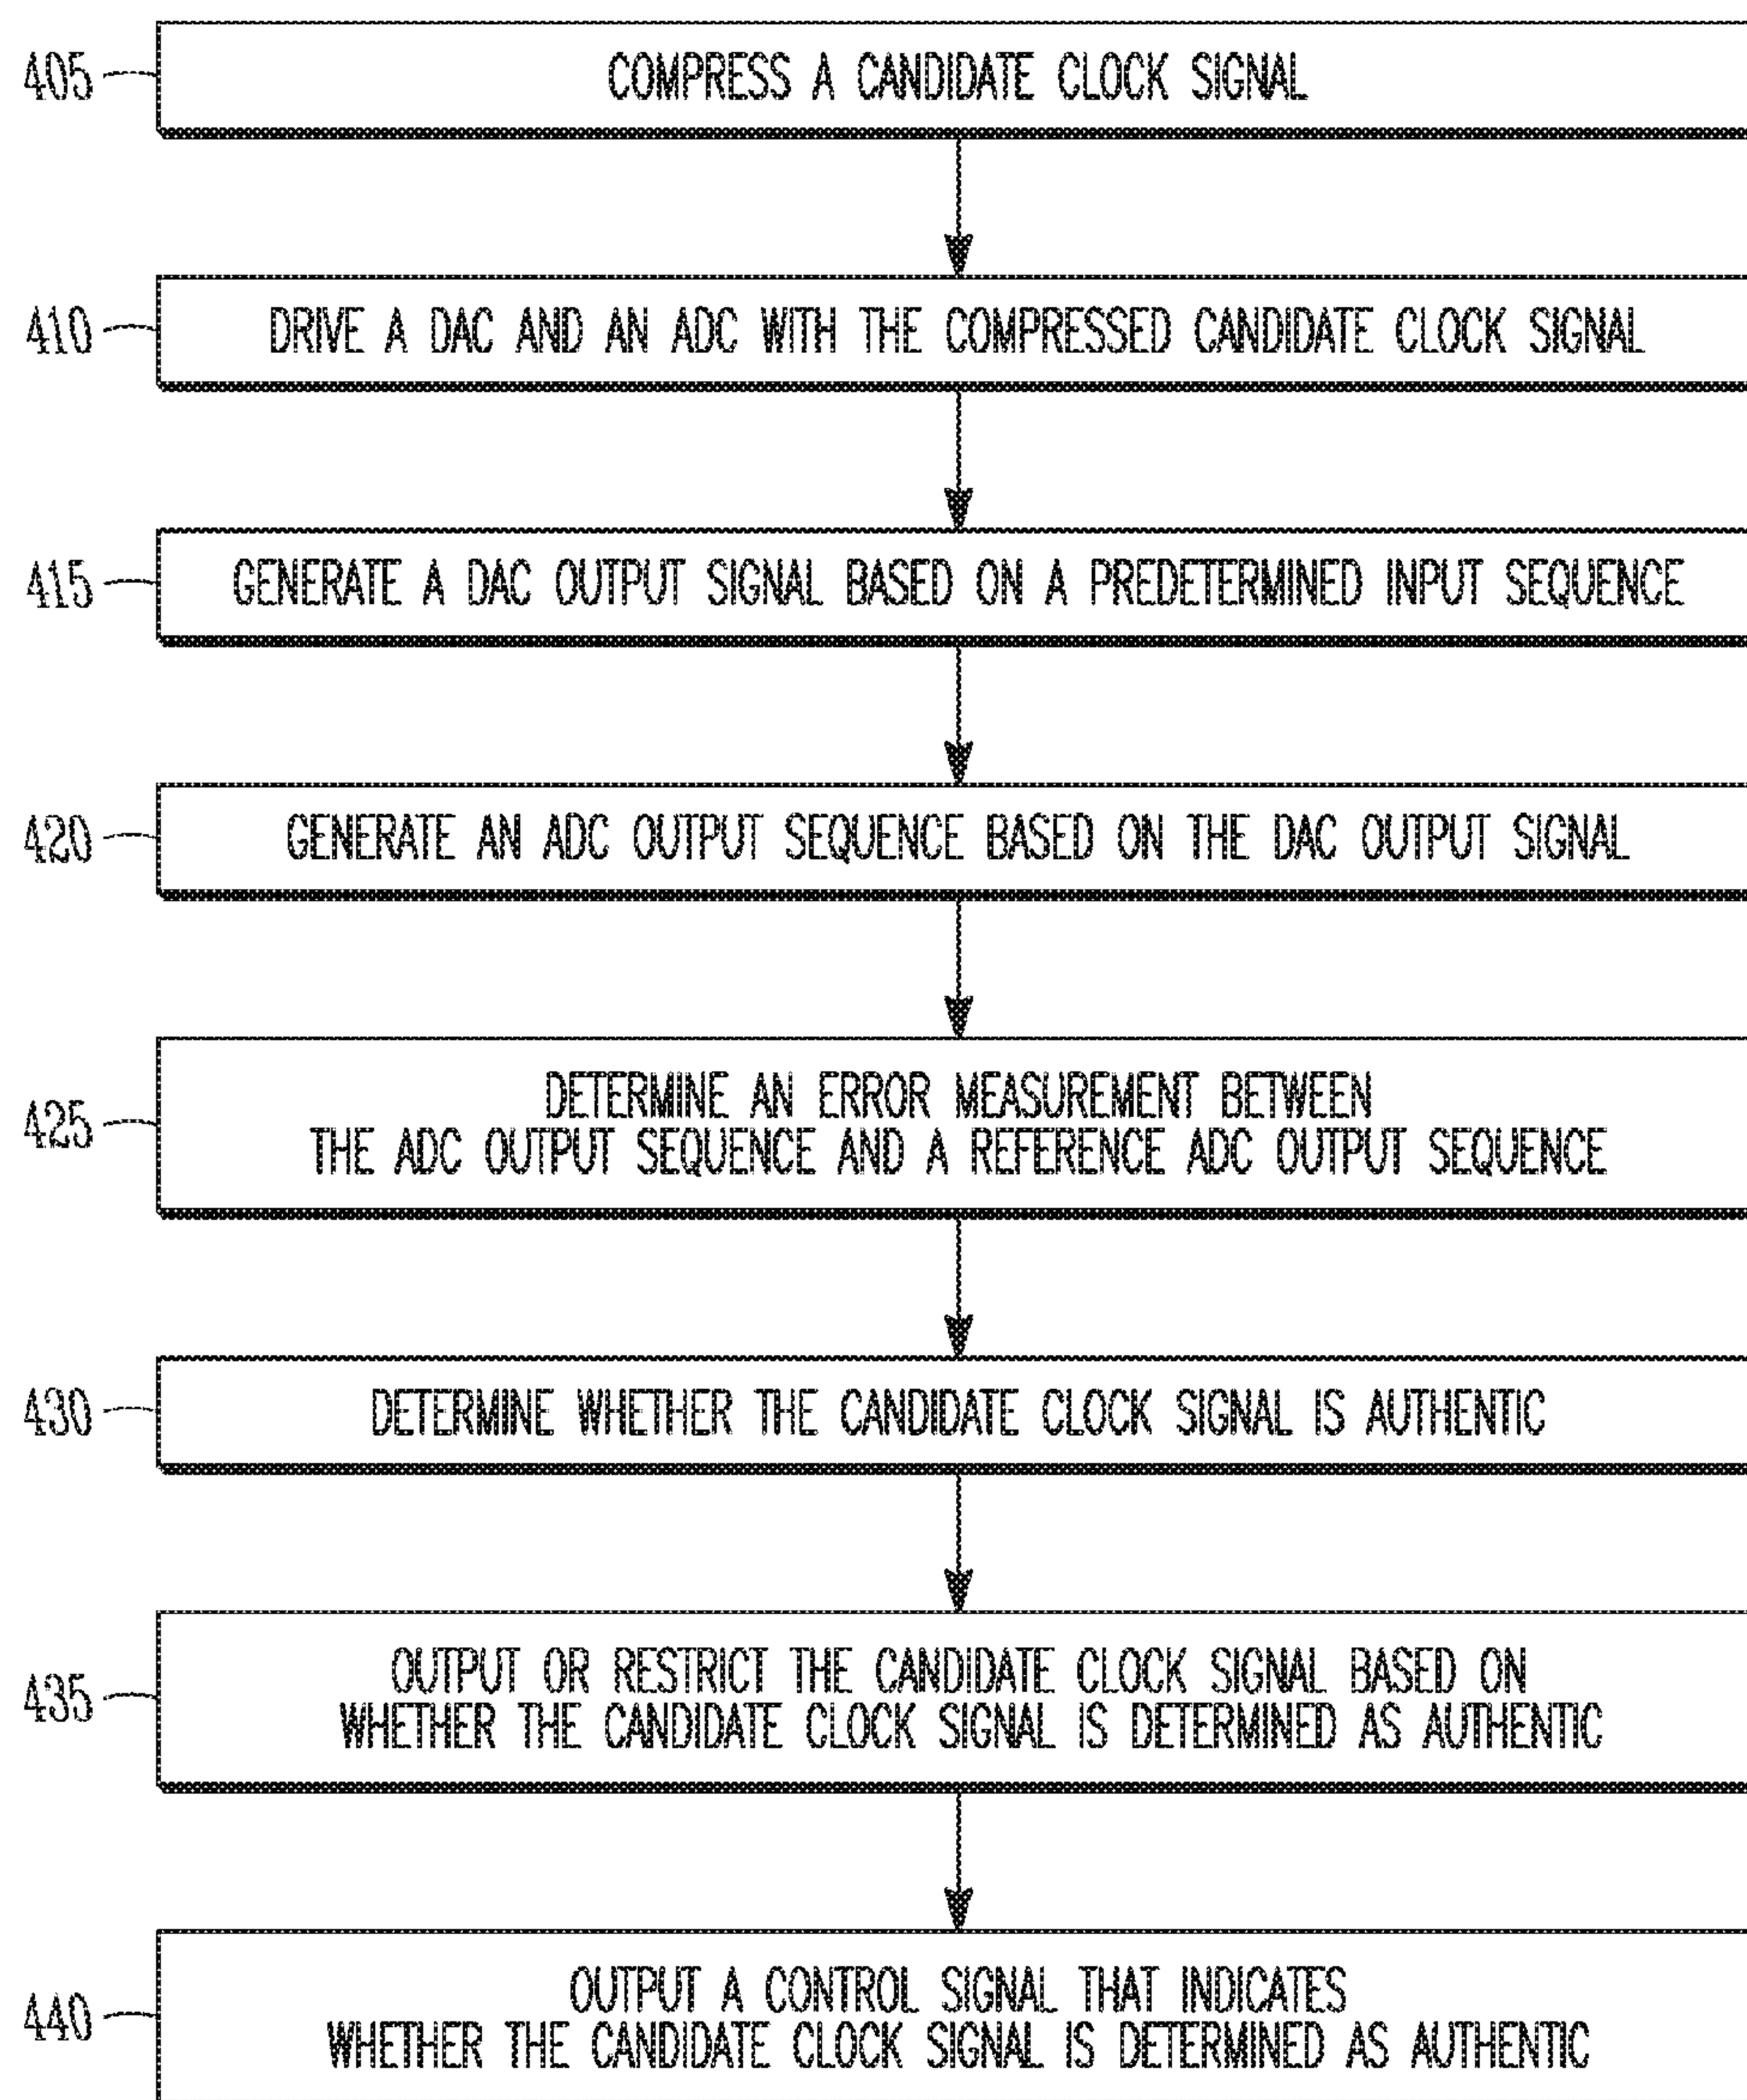 405 COMPRESS A CANDIDATE CLOCK SIGNAL
410 DRIVE A DAC AND AN ADC WITH THE COMPRESSED CANDIDATE CLOCK SIGNAL
415 GENERATE A DAC OUTPUT SIGNAL BASED ON A PREDETERMINED INPUT SEQUENCE
420 GENERATE AN ADC OUTPUT SEQUENCE BASED ON THE DAC OUTPUT SIGNAL
425 DETERMINE AN ERROR MEASUREMENT BETWEEN
THE ADC OUTPUT SEQUENCE AND A REFERENCE ADC OUTPUT SEQUENCE
430 DETERMINE WHETHER THE CANDIDATE CLOCK SIGNAL IS AUTHENTIC
435 OUTPUT OR RESTRICT THE CANDIDATE CLOCK SIGNAL BASED ON
WHETHER THE CANDIDATE CLOCK SIGNAL IS DETERMINED AS AUTHENTIC
440 OUTPUT A CONTROL SIGNAL THAT INDICATES
WHETHER THE CANDIDATE CLOCK SIGNAL IS DETERMINED AS AUTHENTIC